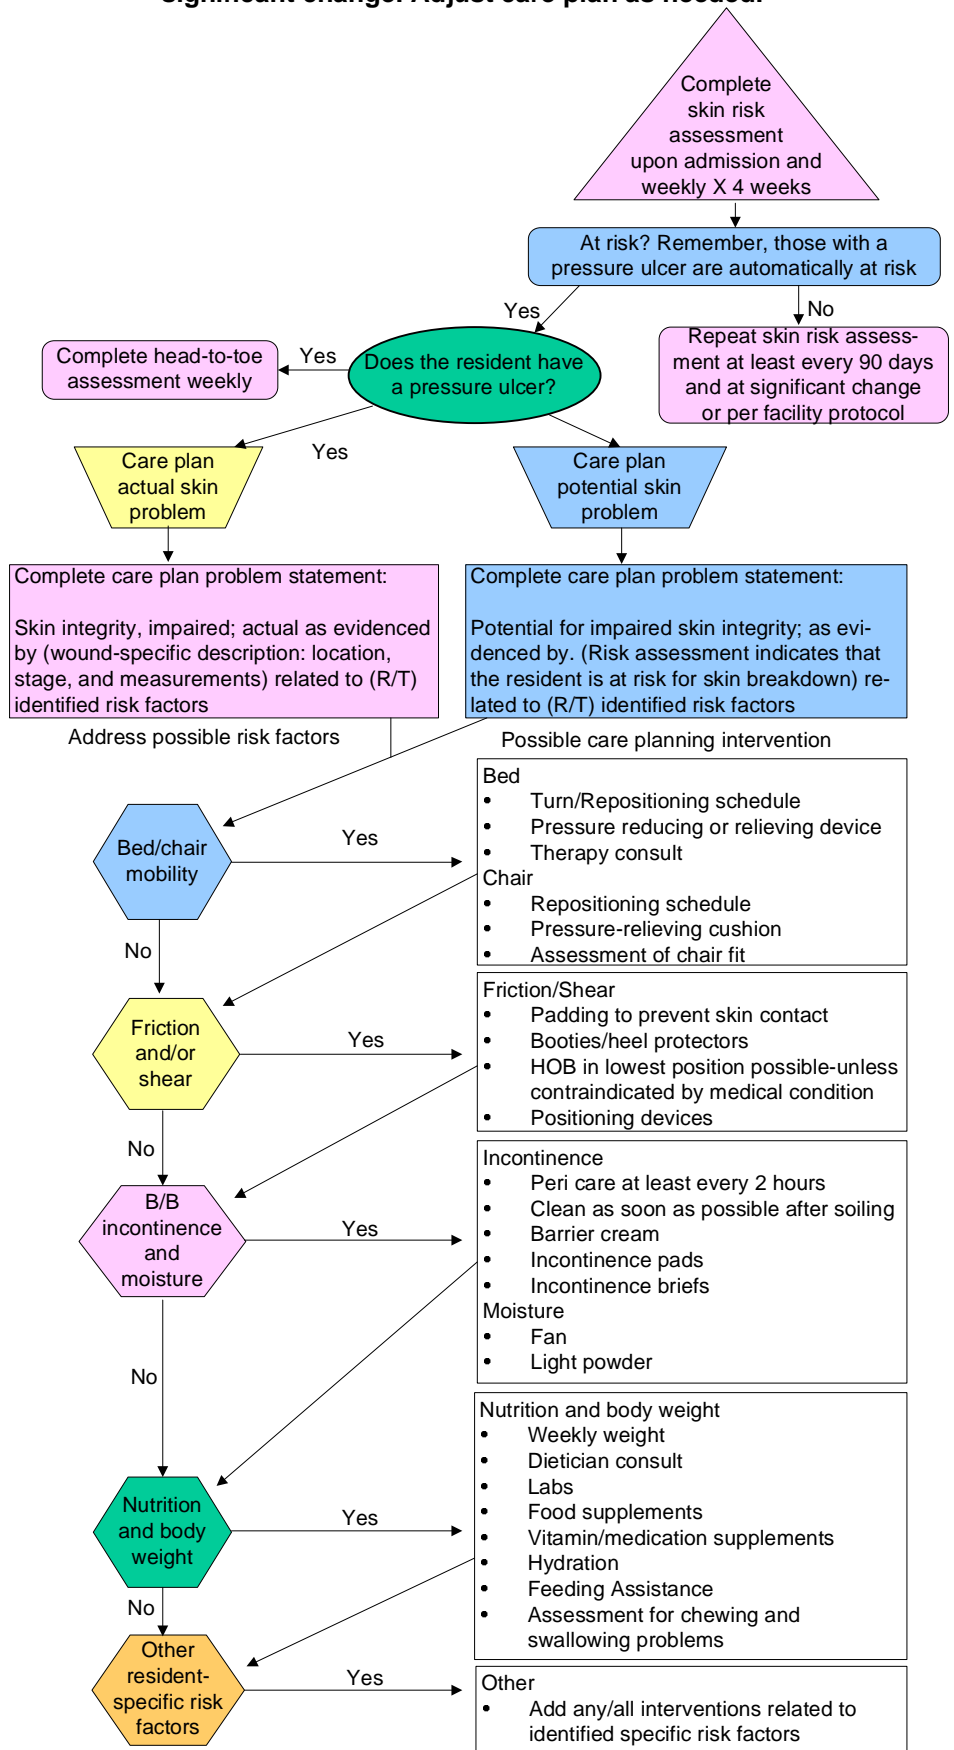 significant change. Adjust care plan as needed.
Complete
skin risk
assessment
upon admission and
weekly X 4 weeks
At risk? Remember, those with a
pressure ulcer are automatically at risk
Yes
No
Repeat skin risk assess-
ment at least every 90 days
and at significant change
or per facility protocol
Does the resident have
a pressure ulcer?
Yes
Complete head-to-toe
assessment weekly
Yes
Care plan
actual skin
problem
Care plan
potential skin
problem
Complete care plan problem statement:
Skin integrity, impaired; actual as evidenced
by (wound-specific description: location,
stage, and measurements) related to (R/T)
identified risk factors
Complete care plan problem statement:
Potential for impaired skin integrity; as evi-
denced by. (Risk assessment indicates that
the resident is at risk for skin breakdown) re-
lated to (R/T) identified risk factors
Address possible risk factors
Possible care planning intervention
Bed/chair
mobility
Yes
No
Bed
• Turn/Repositioning schedule
• Pressure reducing or relieving device
• Therapy consult
Chair
• Repositioning schedule
• Pressure-relieving cushion
• Assessment of chair fit
Friction
and/or
shear
Yes
No
Friction/Shear
• Padding to prevent skin contact
• Booties/heel protectors
• HOB in lowest position possible-unless
contraindicated by medical condition
• Positioning devices
B/B
incontinence
and
moisture
Yes
No
Incontinence
• Peri care at least every 2 hours
• Clean as soon as possible after soiling
• Barrier cream
• Incontinence pads
• Incontinence briefs
Moisture
• Fan
• Light powder
Nutrition
and body
weight
Yes
No
Nutrition and body weight
• Weekly weight
• Dietician consult
• Labs
• Food supplements
• Vitamin/medication supplements
• Hydration
• Feeding Assistance
• Assessment for chewing and
swallowing problems
Other
resident-
specific risk
factors
Yes
Other
• Add any/all interventions related to
identified specific risk factors